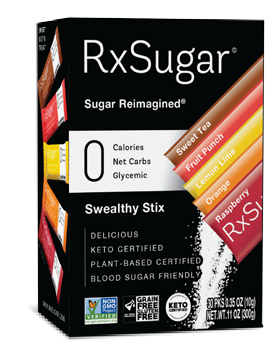 RxSugar®
Sugar Reimagined®
0
Calories
Net Carbs
Glycemic
Sweet Tea
Fruit Punch
Lemon Lime
Orange
Raspberry
RxS
Swealthy Stix
DELICIOUS
KETO CERTIFIED
PLANT-BASED CERTIFIED
BLOOD SUGAR FRIENDLY
NON
GMO
Project
VERIFIED
GRAIN FREE
GLUTEN FREE
KETO
CERTIFIED
30 PKS 0.35 OZ (10g)
NET WT. 11 OZ (300g)